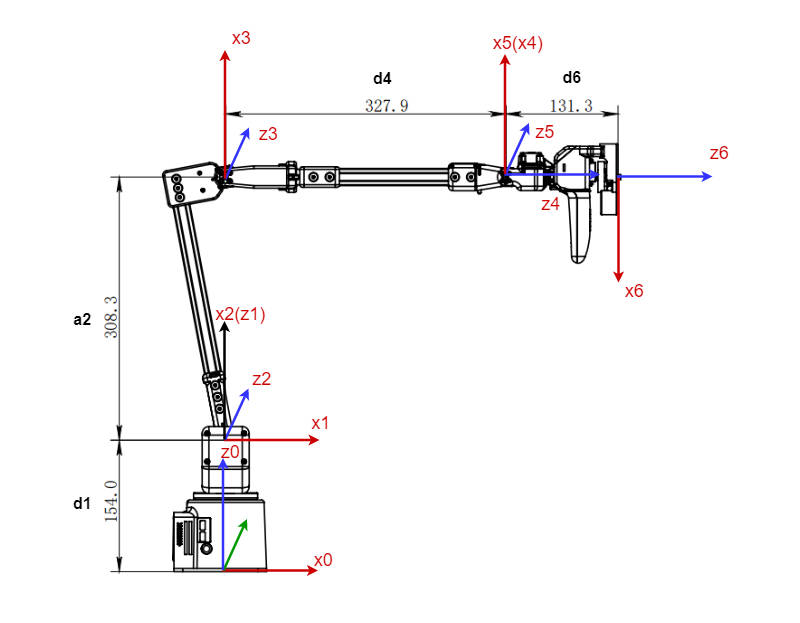 x3
x5(x4)
d4
d6
327.9
131.3
z3
z5
z6
z4
x6
a2
308.3
x2(z1)
z2
x1
z0
d1
154.0
x0